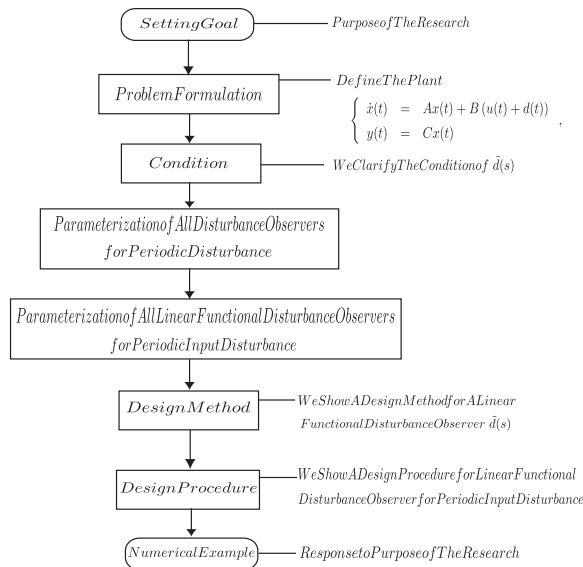 SettingGoal
PurposeofTheResearch
ProblemFormulation
DefineThePlant
{ ẋ(t) = Ax(t) + B (u(t) + d(t))
y(t) = Cx(t) ,
Condition
WeClarifyTheConditionof d̃(s)
ParameterizationofAllDisturbanceObservers
forPeriodicDisturbance
ParameterizationofAllLinearFunctionalDisturbanceObservers
forPeriodicInputDisturbance
DesignMethod
WeShowADesignMethodforALinear
FunctionalDisturbanceObserver d̃(s)
DesignProcedure
WeShowADesignProcedureforLinearFunctional
DisturbanceObserverforPeriodicInputDisturbance
NumericalExample
ResponsetoPurposeofTheResearch